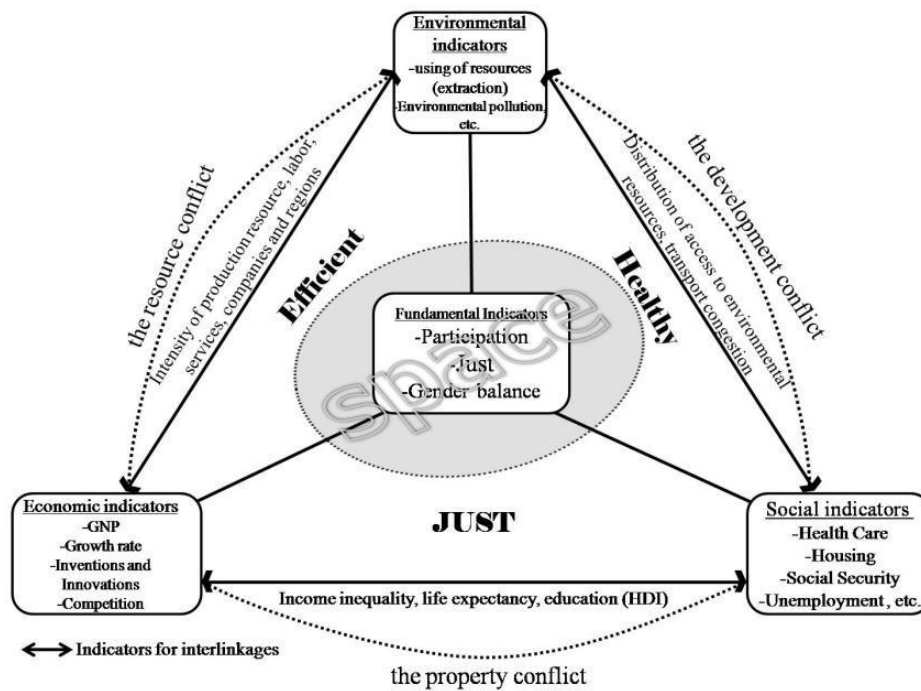 Environmental
indicators
-using of resources
(extraction)
-Environmental pollution,
etc.
the resource conflict
Intensity of production resource, labor,
services, companies and regions
Efficient
Healthy
Distribution of access to environmental
resources, transport congestion
the development conflict
Fundamental Indicators
-Participation
-Just
-Gender balance
space
Economic indicators
-GNP
-Growth rate
-Inventions and
Innovations
-Competition
JUST
Social indicators
-Health Care
-Housing
-Social Security
-Unemployment , etc.
Income inequality, life expectancy, education (HDI)
Indicators for interlinkages
the property conflict